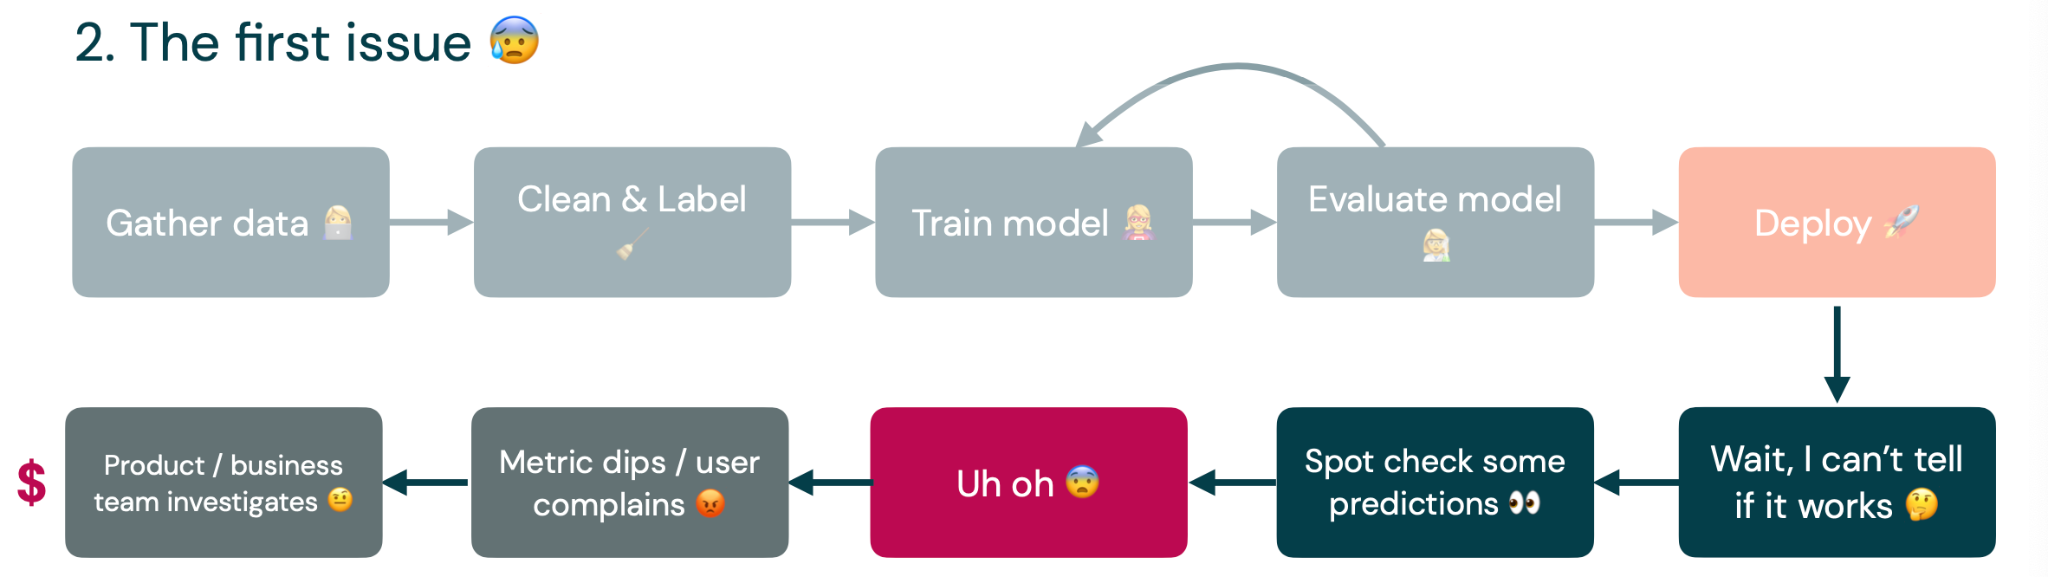 2. The first issue 😰
Gather data 👩🏼‍💻
Clean & Label
🧹
Train model 👩🏼‍🏫
Evaluate model
👩🏼‍🔬
Deploy 🚀
Wait, I can’t tell
if it works 🤔
Spot check some
predictions 👀
Uh oh 😨
Metric dips / user
complains 😡
Product / business
team investigates 🤨
$